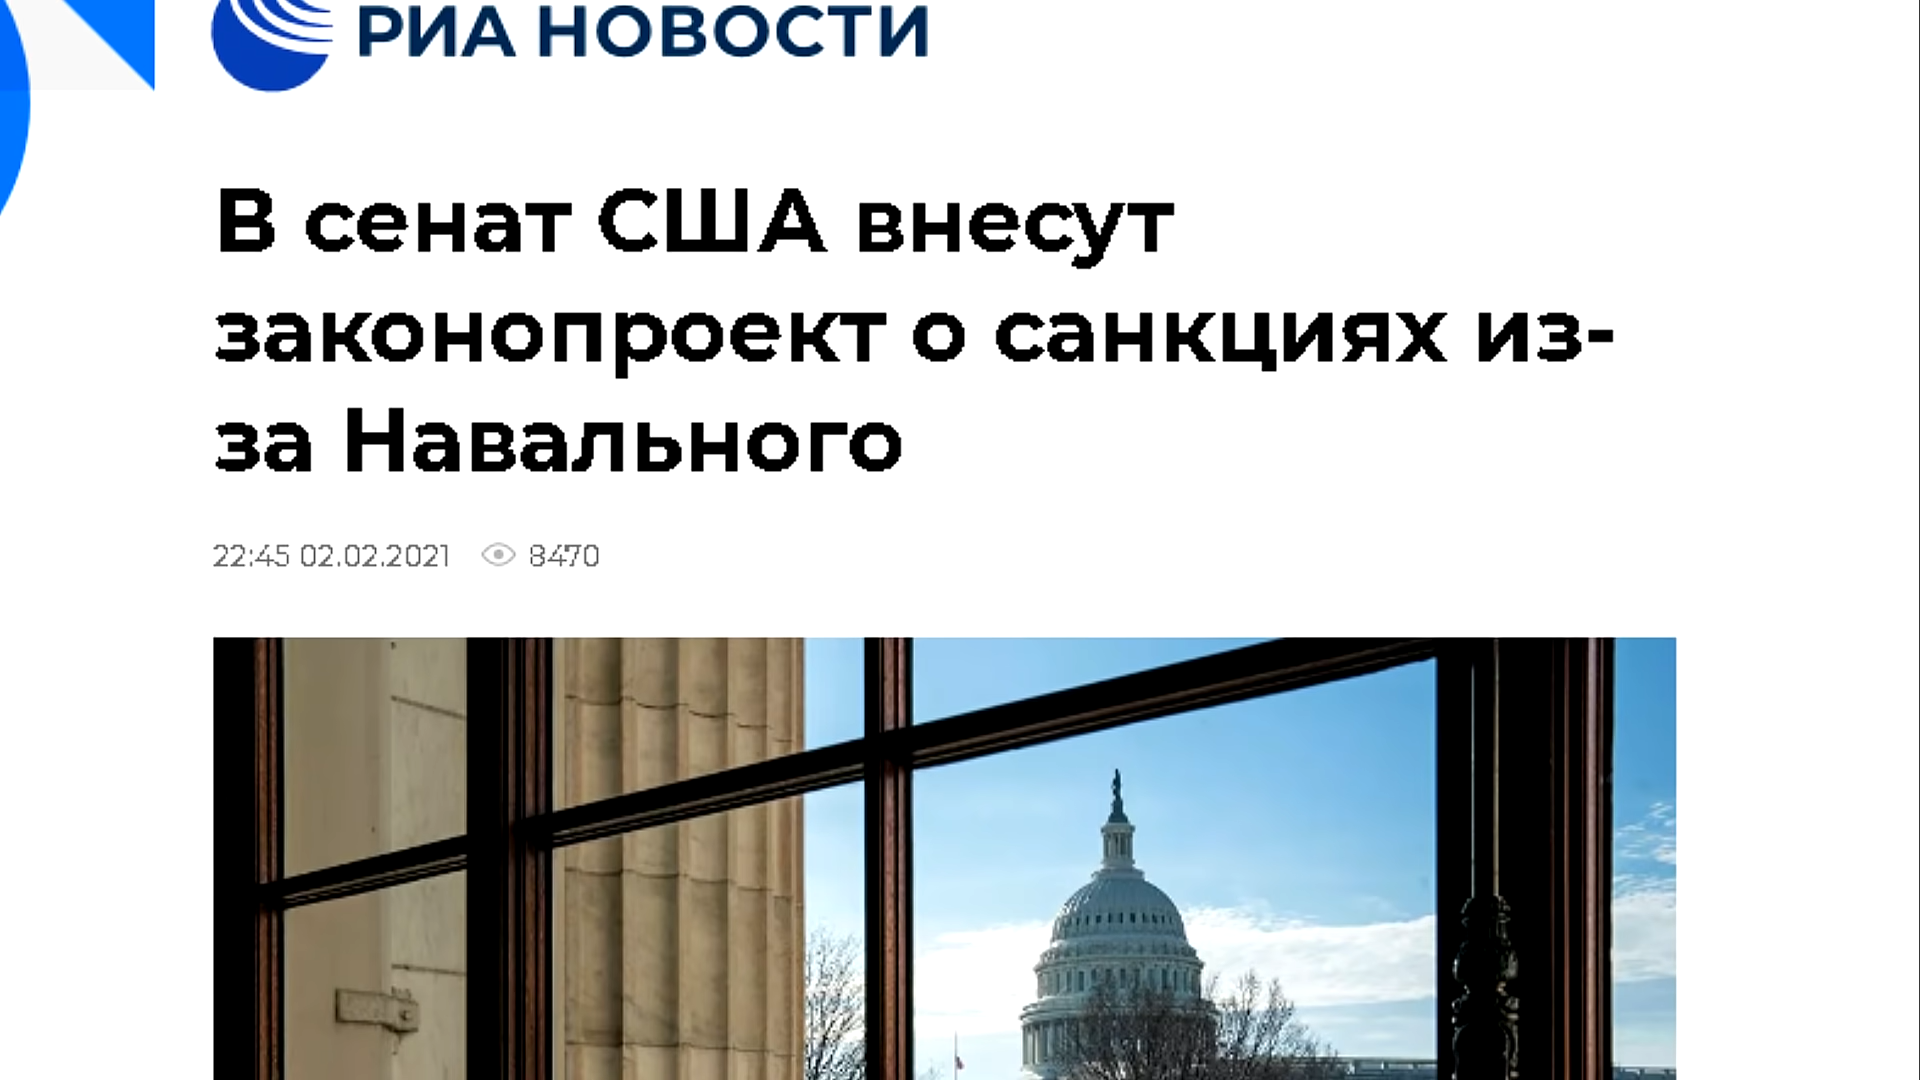 РИА НОВОСТИ
В сенат США внесут
законопроект о санкциях из-
за Навального
22:45 02.02.2021 8470